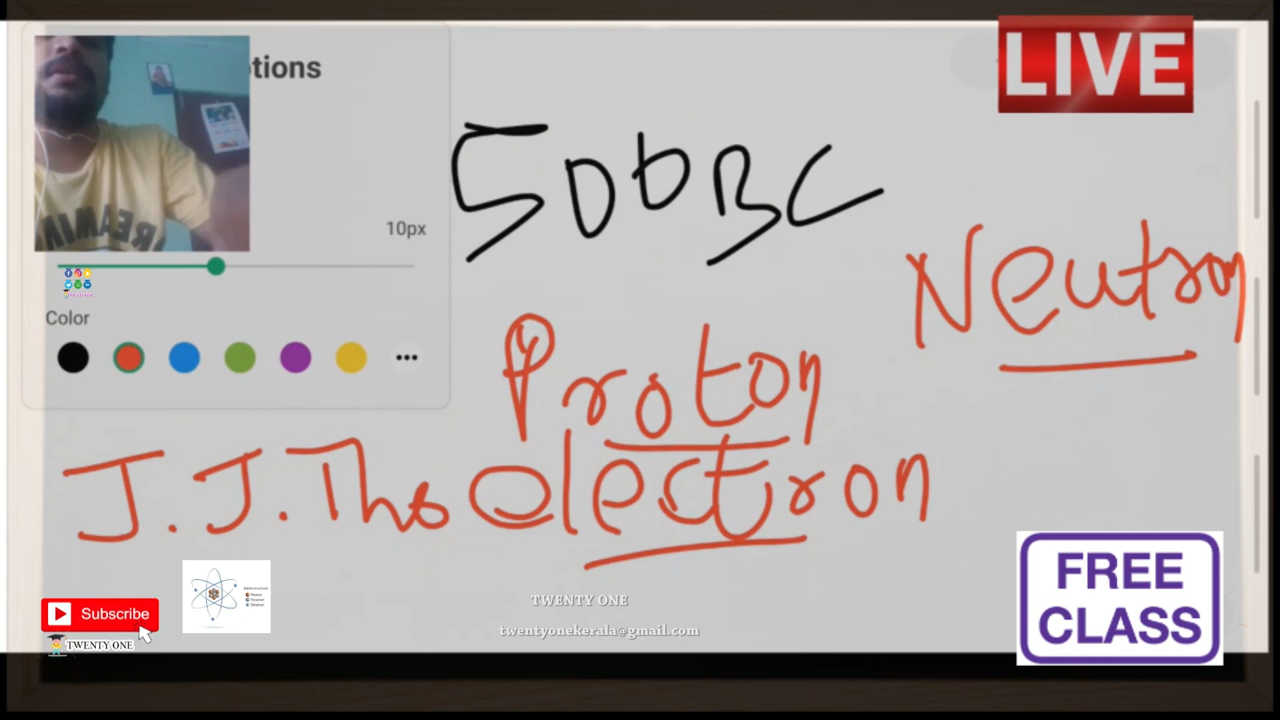 tions
LIVE
500BC
10px
Neutron
Color
Proton
J.J.Tho electron
FREE
CLASS
Subscribe
TWENTY ONE
TWENTY ONE
twentyonekerala@gmail.com